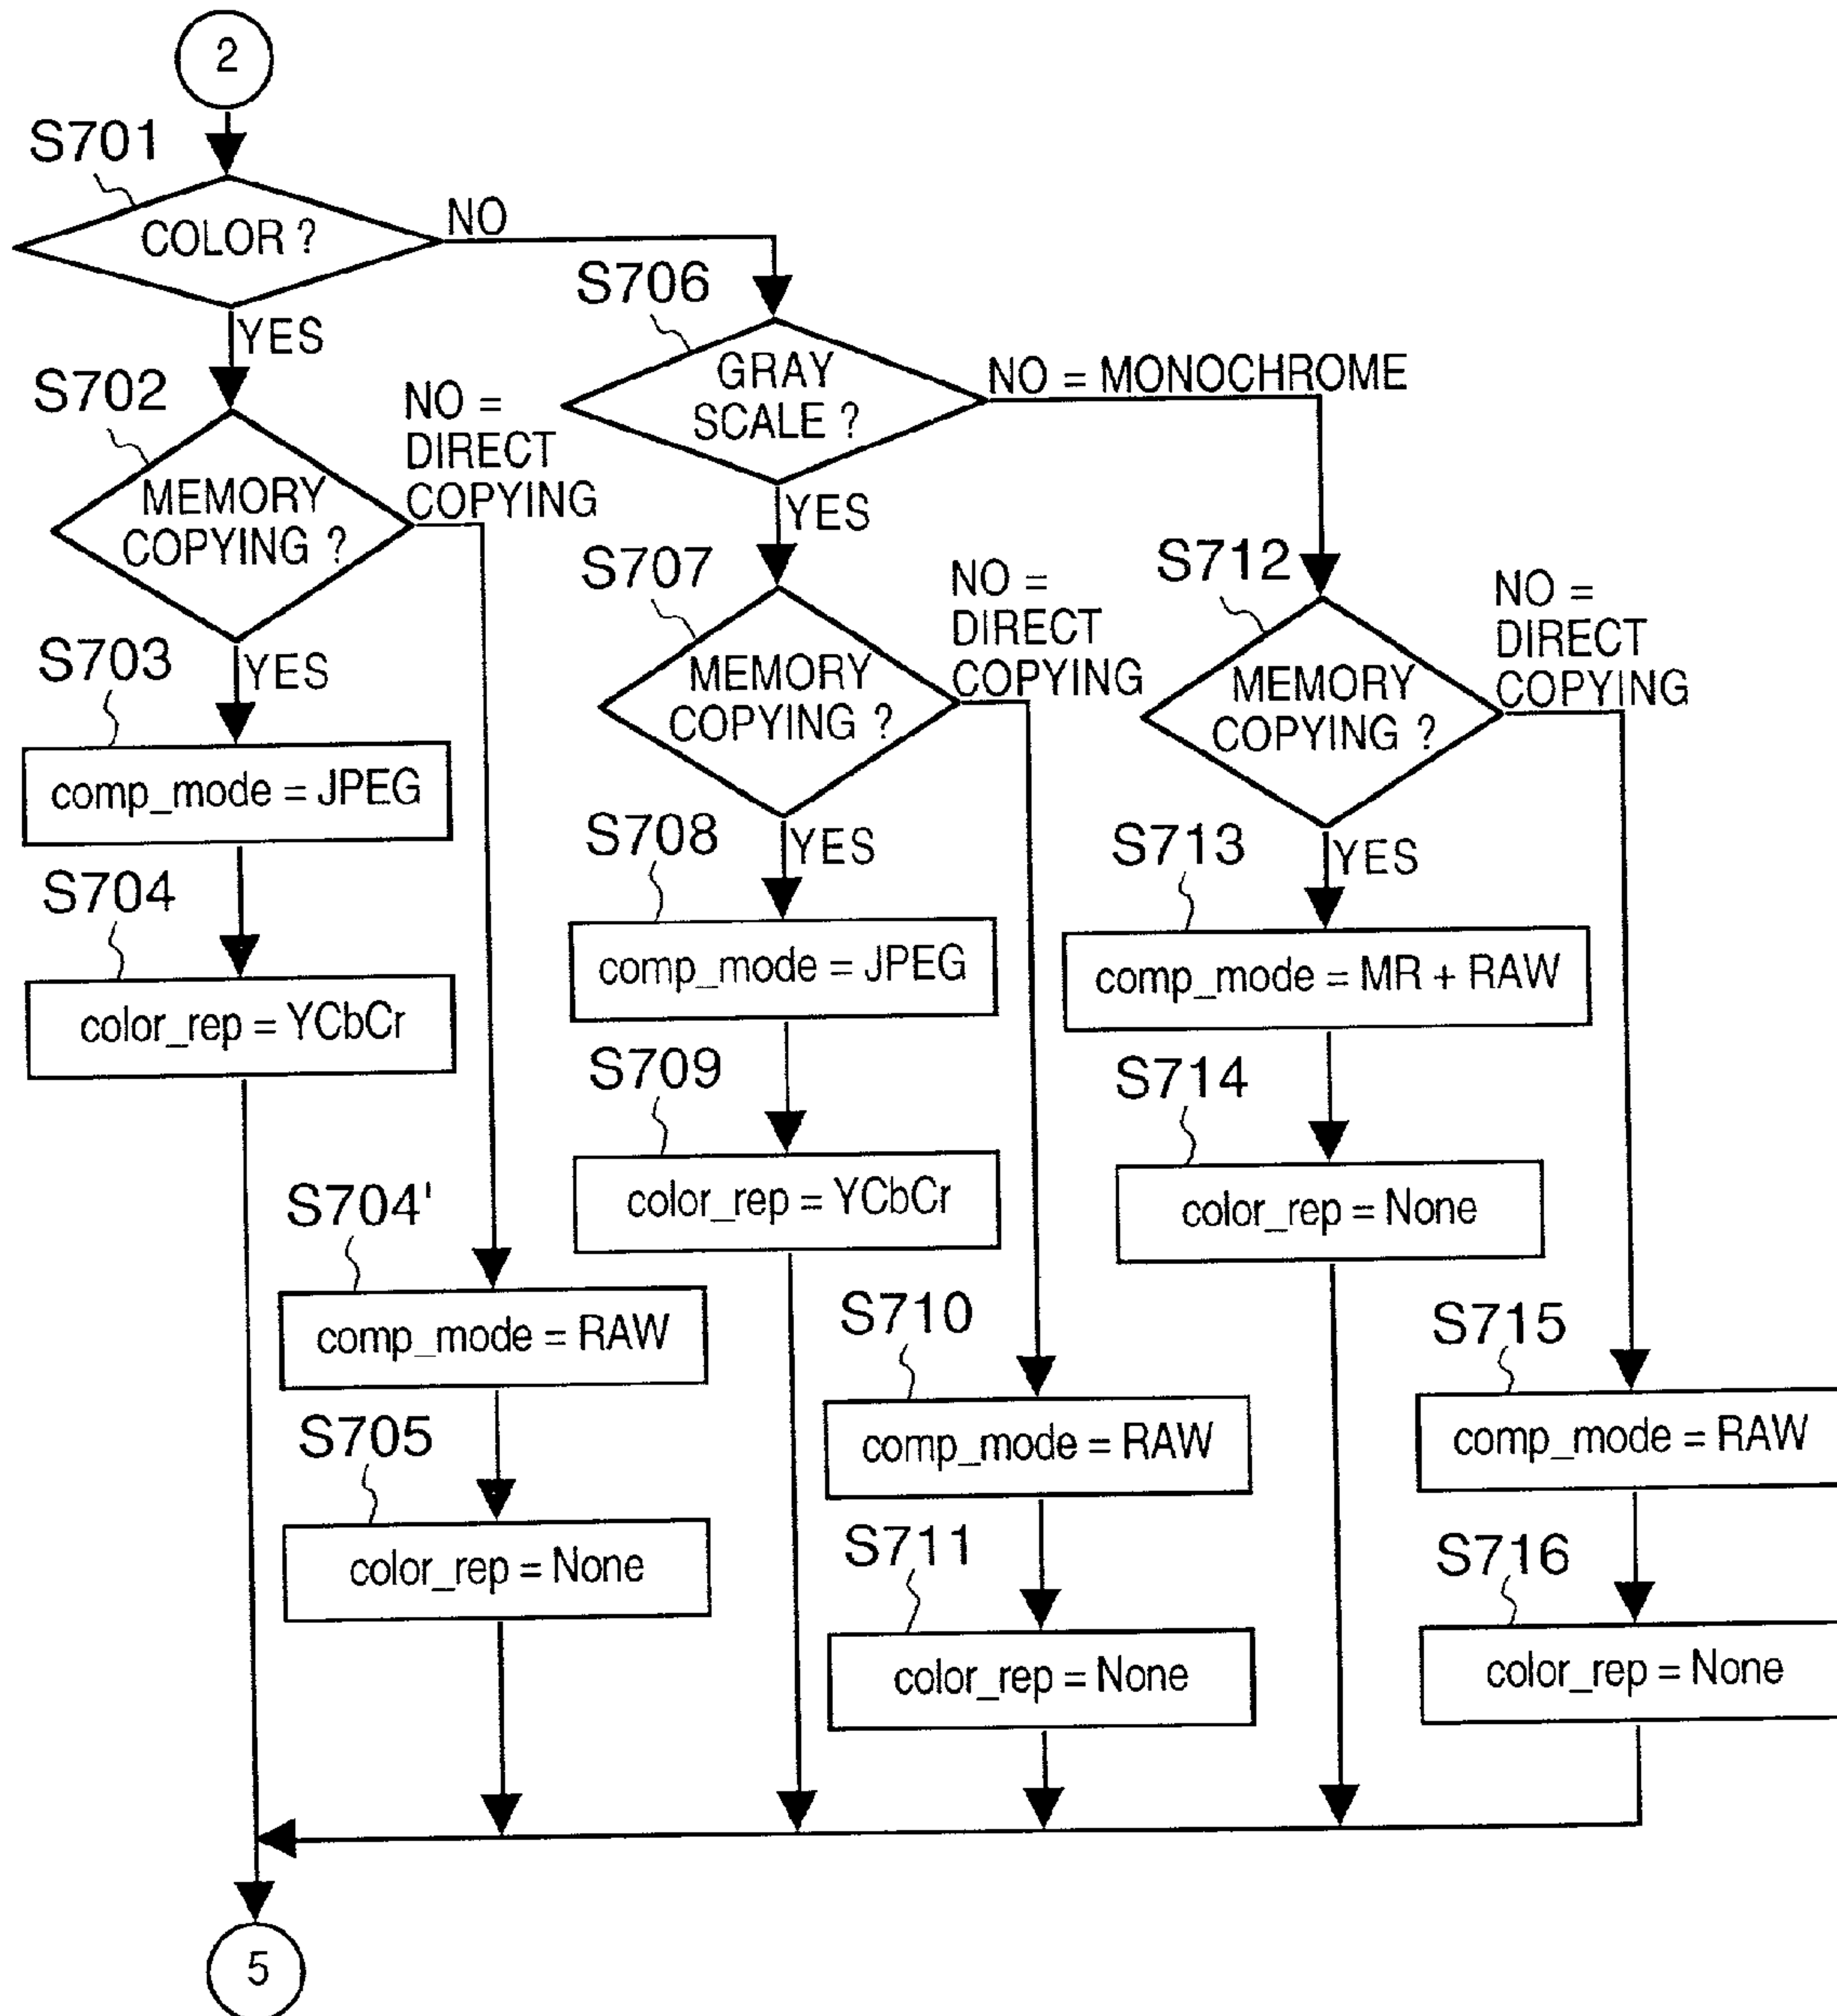 2
S701
COLOR ?
NO
YES
S706
GRAY
SCALE ?
NO = MONOCHROME
YES
S702
MEMORY
COPYING ?
NO =
DIRECT
COPYING
YES
S703
comp_mode = JPEG
S704
color_rep = YCbCr
S704'
comp_mode = RAW
S705
color_rep = None
S707
MEMORY
COPYING ?
NO =
DIRECT
COPYING
YES
S708
comp_mode = JPEG
S709
color_rep = YCbCr
S710
comp_mode = RAW
S711
color_rep = None
S712
MEMORY
COPYING ?
NO =
DIRECT
COPYING
YES
S713
comp_mode = MR + RAW
S714
color_rep = None
S715
comp_mode = RAW
S716
color_rep = None
5